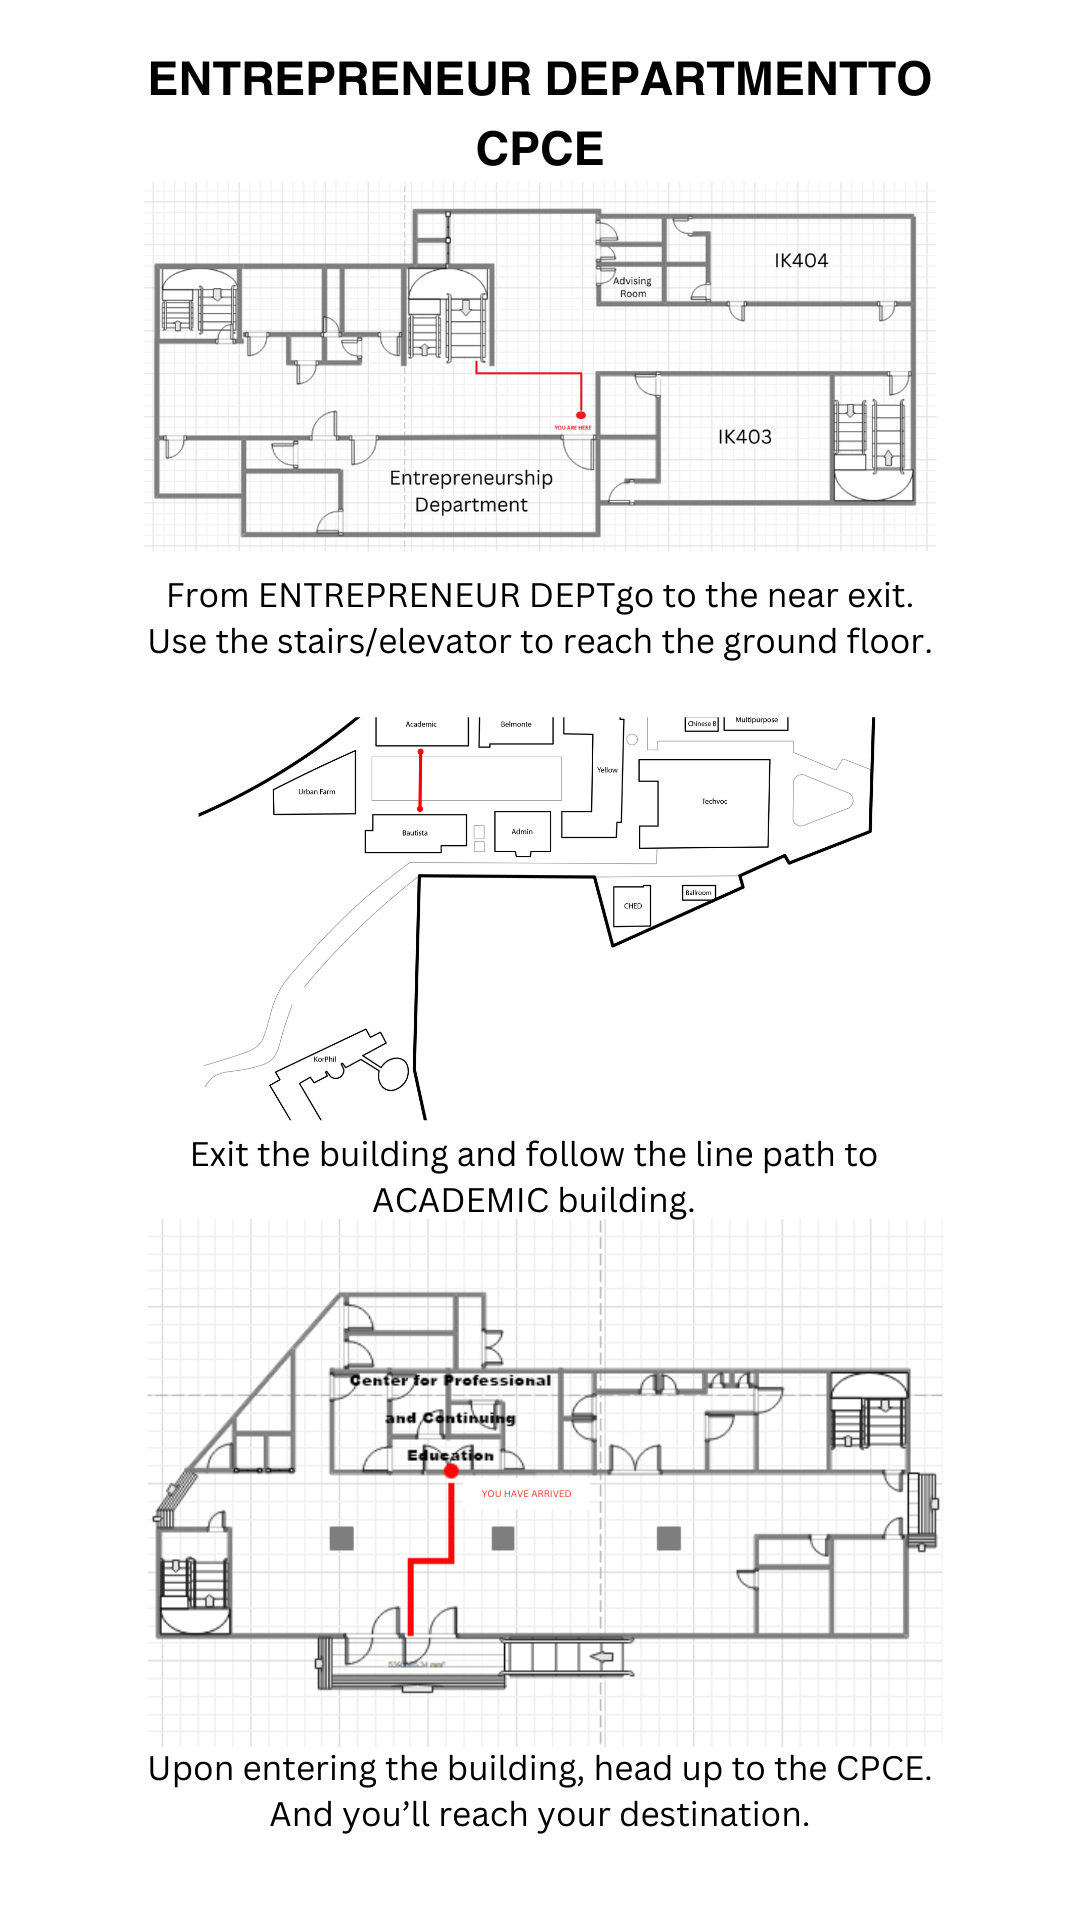 ENTREPRENEUR DEPARTMENTTO
CPCE
IK404
Advising
Room
YOU ARE HERE
IK403
Entrepreneurship
Department
From ENTREPRENEUR DEPTgo to the near exit.
Use the stairs/elevator to reach the ground floor.
Academic
Belmonte
Chinese B
Multipurpose
Urban Farm
Yellow
Techvoc
Bautista
Admin
CHED
Ballroom
KorPhil
Exit the building and follow the line path to
ACADEMIC building.
Center for Professional
and Continuing
Education
YOU HAVE ARRIVED
Upon entering the building, head up to the CPCE.
And you’ll reach your destination.